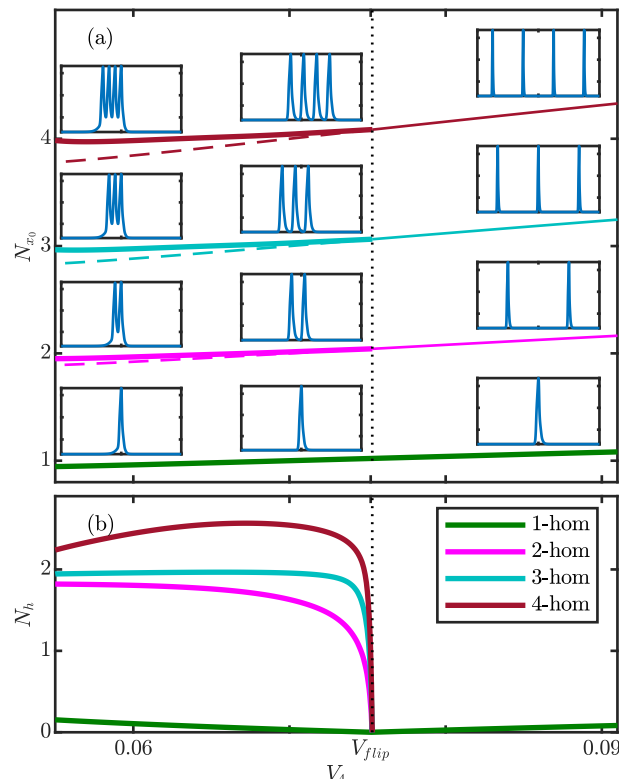 (a)
4
3
2
1
N_{x_0}
(b)
1-hom
2-hom
3-hom
4-hom
2
1
0
N_h
0.06
V_{flip}
0.09